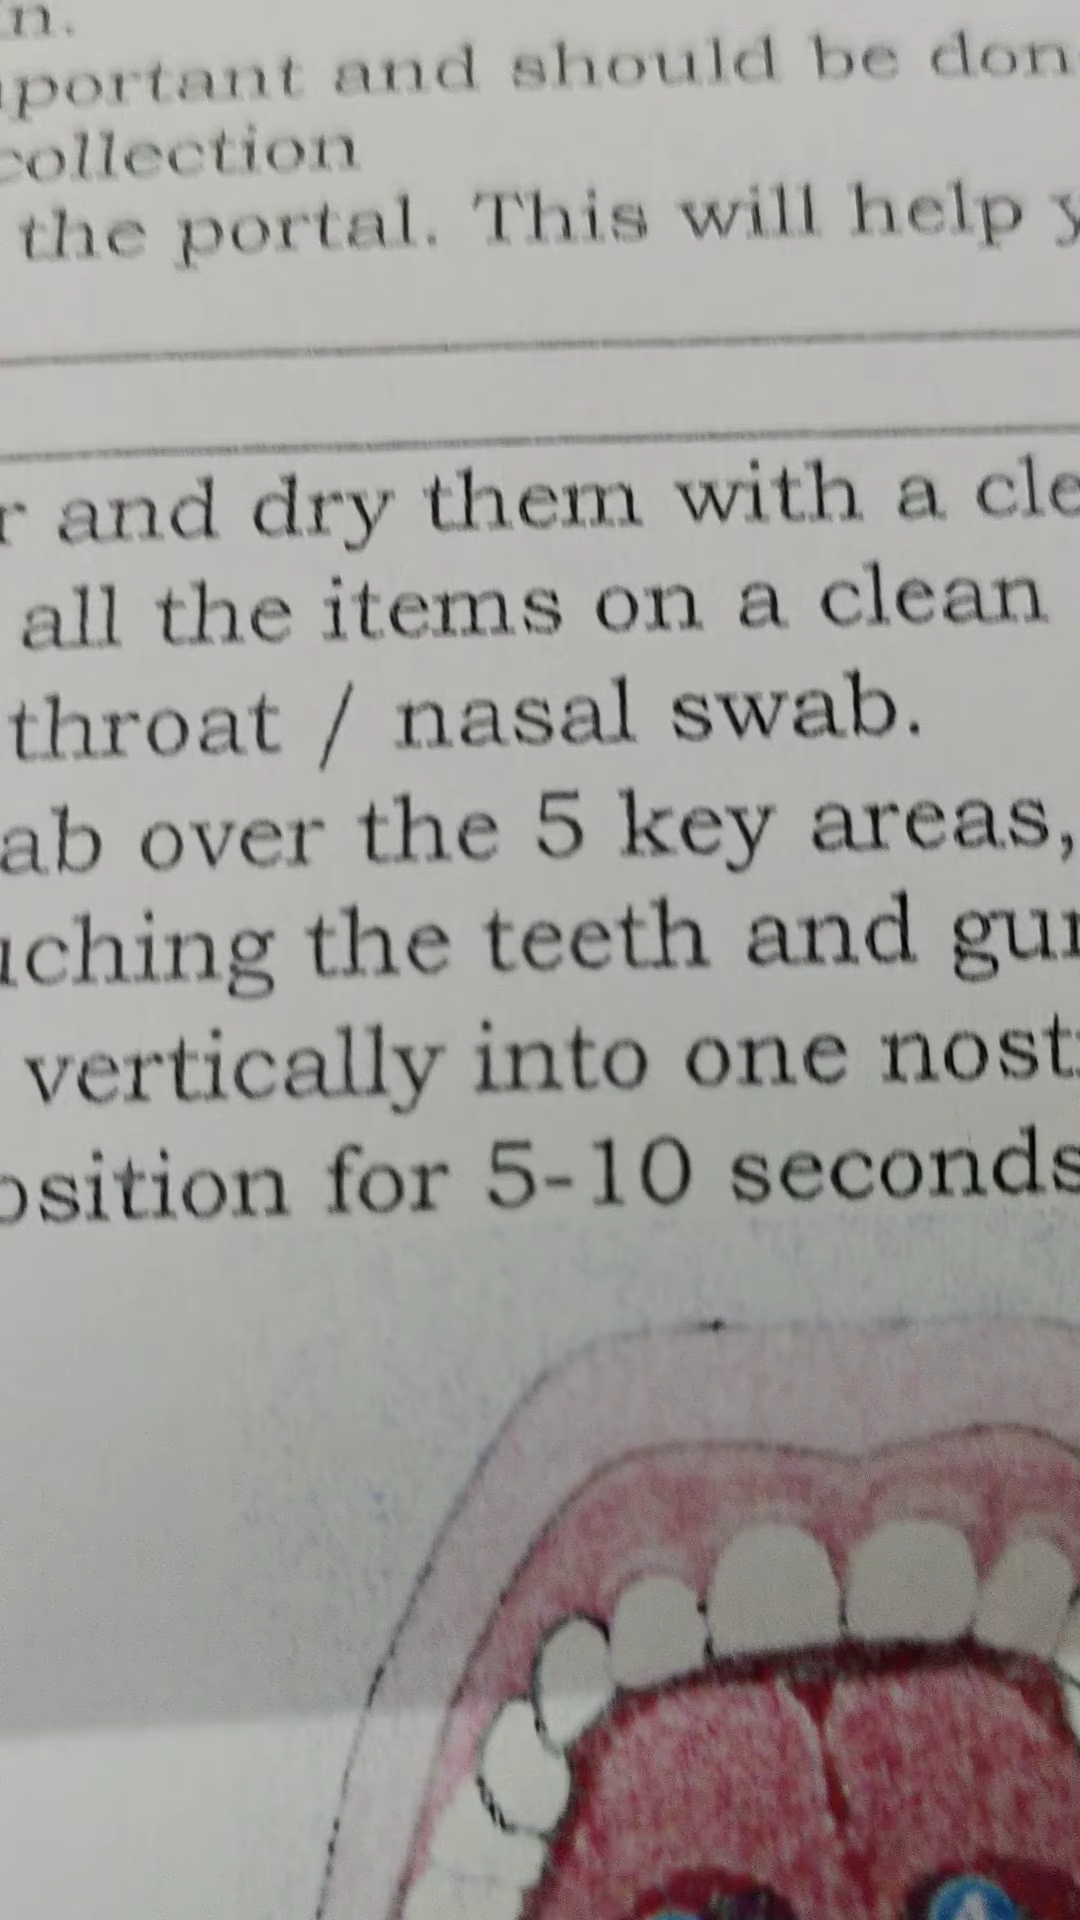 n.
portant and should be don
collection
the portal. This will help y
r and dry them with a cle
all the items on a clean
throat / nasal swab.
ab over the 5 key areas,
ching the teeth and gu
vertically into one nost
osition for 5-10 seconds